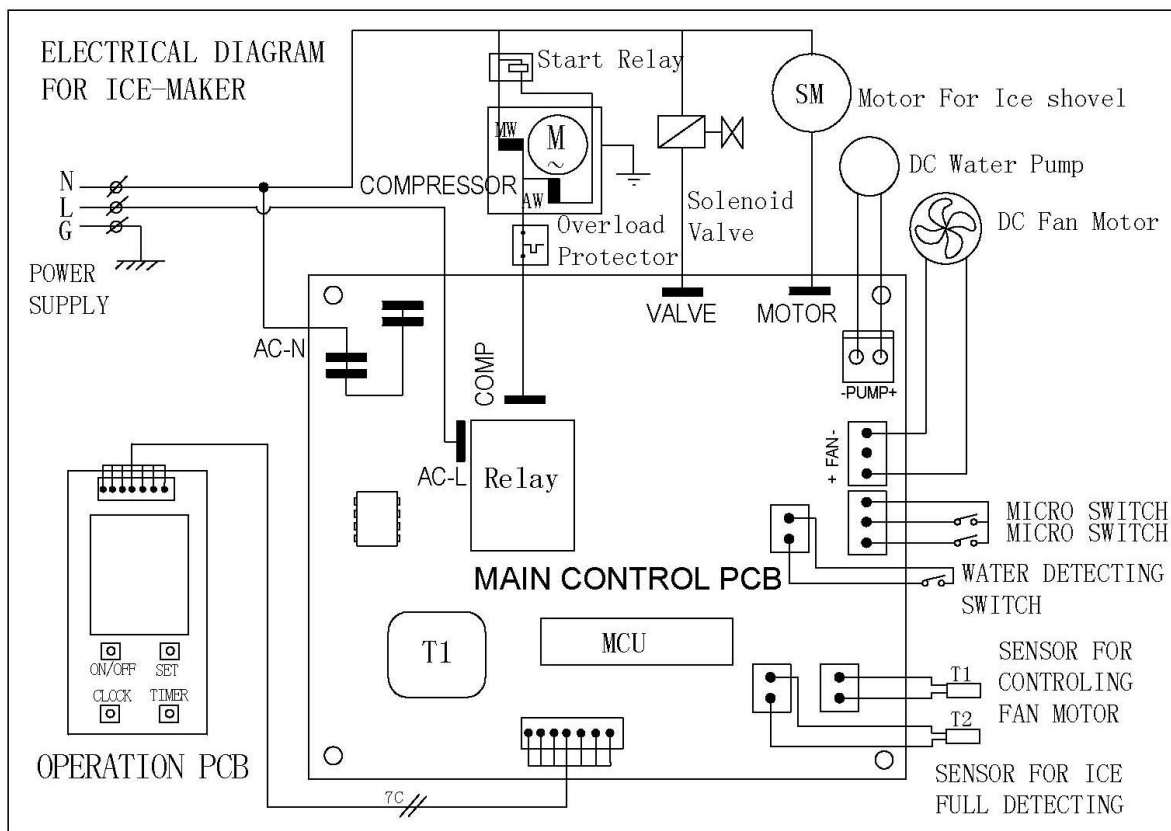 ELECTRICAL DIAGRAM
FOR ICE-MAKER
Start Relay
SM
Motor For Ice shovel
MW
M
~
COMPRESSOR
AW
DC Water Pump
N
L
G
Solenoid
Valve
DC Fan Motor
Overload
Protector
POWER
SUPPLY
VALVE
MOTOR
AC-N
COMP
-PUMP+
+ FAN-
AC-L
Relay
MICRO SWITCH
MICRO SWITCH
WATER DETECTING
SWITCH
MAIN CONTROL PCB
T1
MCU
ON/OFF
SET
CLOCK
TIMER
OPERATION PCB
T1
SENSOR FOR
CONTROLING
FAN MOTOR
T2
SENSOR FOR ICE
FULL DETECTING
7C